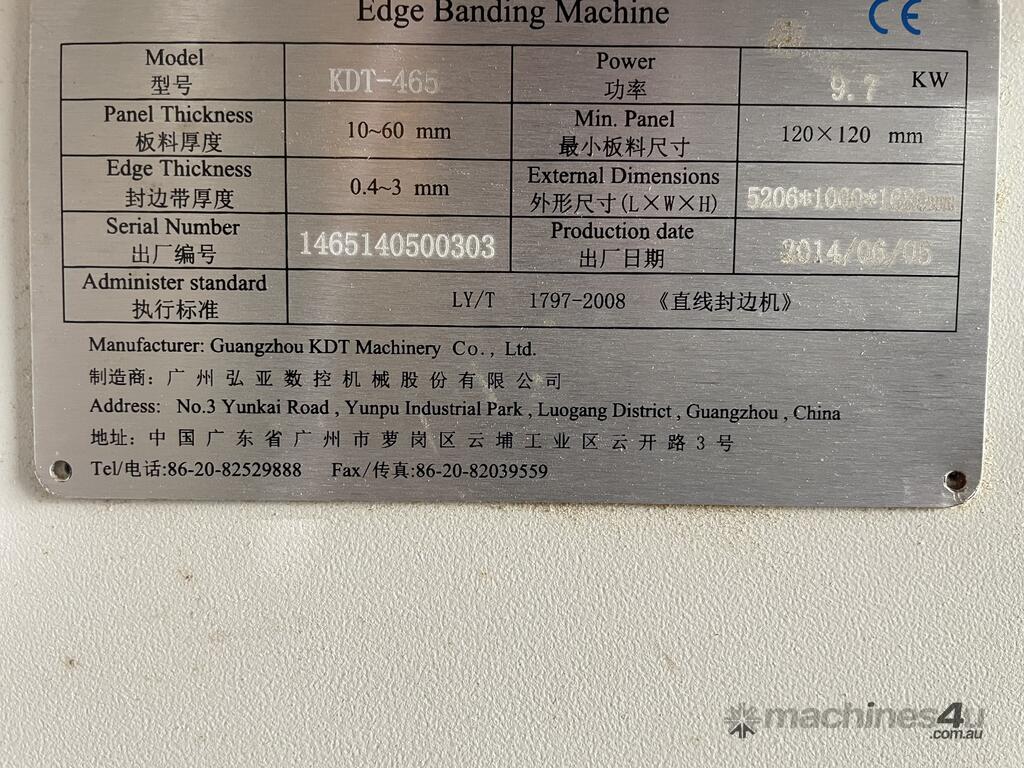 Edge Banding Machine CE
Model
型号
KDT-465
Power
功率
9.7 KW
Panel Thickness
板料厚度
10~60 mm
Min. Panel
最小板料尺寸
120×120 mm
Edge Thickness
封边带厚度
0.4~3 mm
External Dimensions
外形尺寸(L×W×H)
Serial Number
出厂编号
1465140500303
Production date
出厂日期
2014/06/05
Administer standard
执行标准
LY/T 1797-2008 《直线封边机》
Manufacturer: Guangzhou KDT Machinery Co., Ltd.
制造商: 广州弘亚数控机械股份有限公司
Address: No.3 Yunkai Road , Yunpu Industrial Park , Luogang District , Guangzhou , China
地址: 中国广东省广州市萝岗区云埔工业区云开路3号
Tel/电话:86-20-82529888 Fax/传真:86-20-82039559
machines4u
.com.au